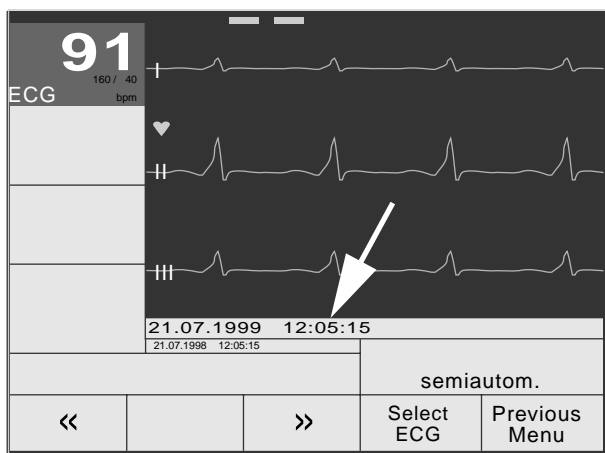 91
160 / 40
ECG bpm
I
II
III
21.07.1999 12:05:15
21.07.1998 12:05:15
semiautom.
« » Select ECG Previous Menu